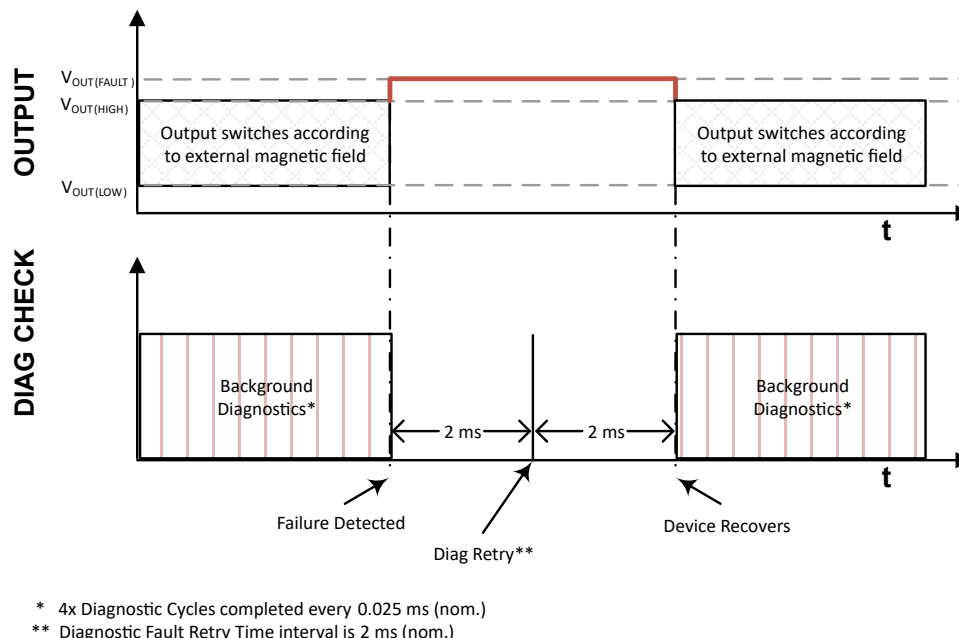 OUTPUT
VOUT(FAULT)
VOUT(HIGH)
VOUT(LOW)
Output switches according
to external magnetic field
Output switches according
to external magnetic field
t
DIAG CHECK
Background
Diagnostics*
2 ms
2 ms
Background
Diagnostics*
t
Failure Detected
Diag Retry**
Device Recovers
* 4x Diagnostic Cycles completed every 0.025 ms (nom.)
** Diagnostic Fault Retry Time interval is 2 ms (nom.)